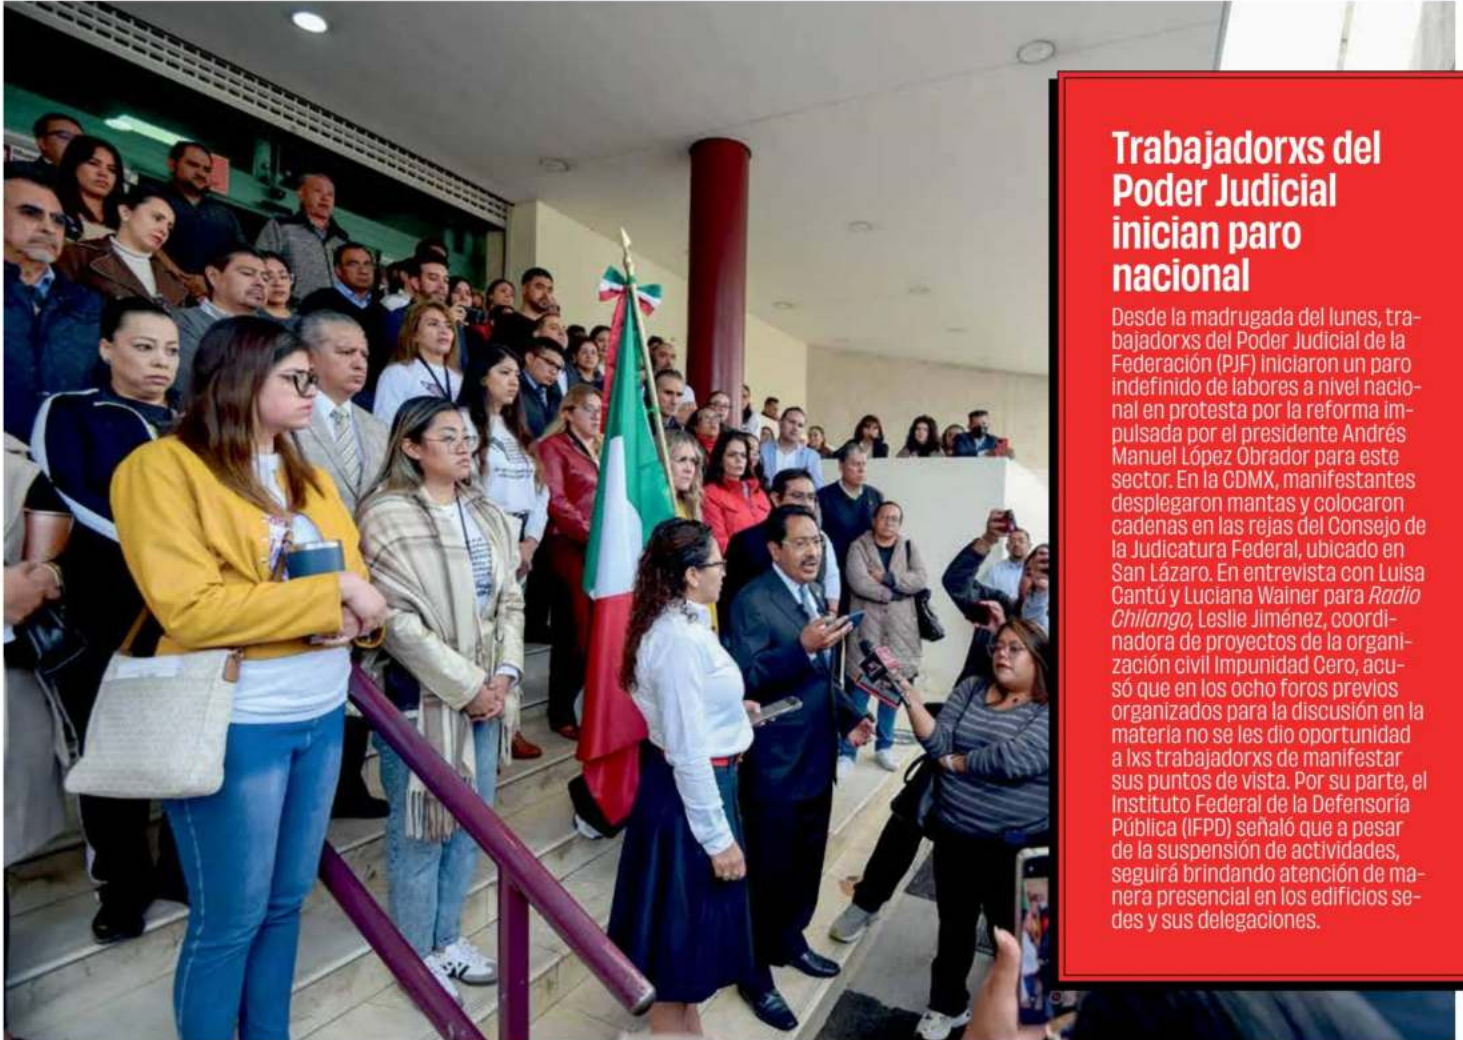 Trabajadorxs del
Poder Judicial
inician paro
nacional
Desde la madrugada del lunes, tra-
bajadorxs del Poder Judicial de la
Federación (PJF) iniciaron un paro
indefinido de labores a nivel nacio-
nal en protesta por la reforma im-
pulsada por el presidente Andrés
Manuel López Obrador para este
sector. En la CDMX, manifestantes
desplegaron mantas y colocaron
cadenas en las rejas del Consejo de
la Judicatura Federal, ubicado en
San Lázaro. En entrevista con Luisa
Cantú y Luciana Wainer para Radio
Chilango, Leslie Jiménez, coordi-
nadora de proyectos de la organi-
zación civil Impunidad Cero, acu-
só que en los ocho foros previos
organizados para la discusión en la
materia no se les dio oportunidad
a lxs trabajadorxs de manifestar
sus puntos de vista. Por su parte, el
Instituto Federal de la Defensoría
Pública (IFPD) señaló que a pesar
de la suspensión de actividades,
seguirá brindando atención de ma-
nera presencial en los edificios se-
des y sus delegaciones.